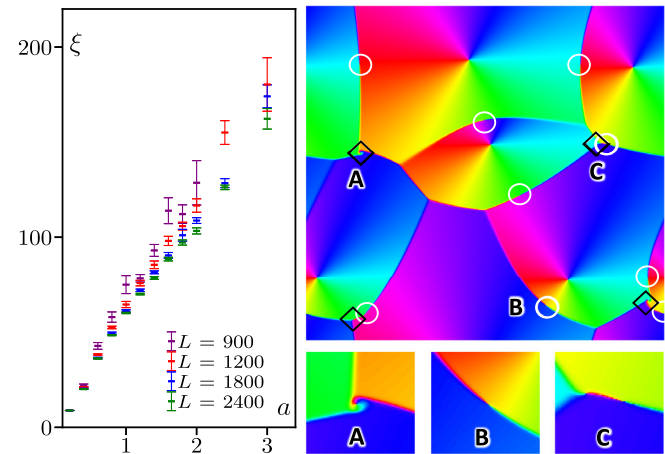 ξ
200
100
0
L = 900
L = 1200
L = 1800
L = 2400
a
1
2
3
A
C
B
A
B
C